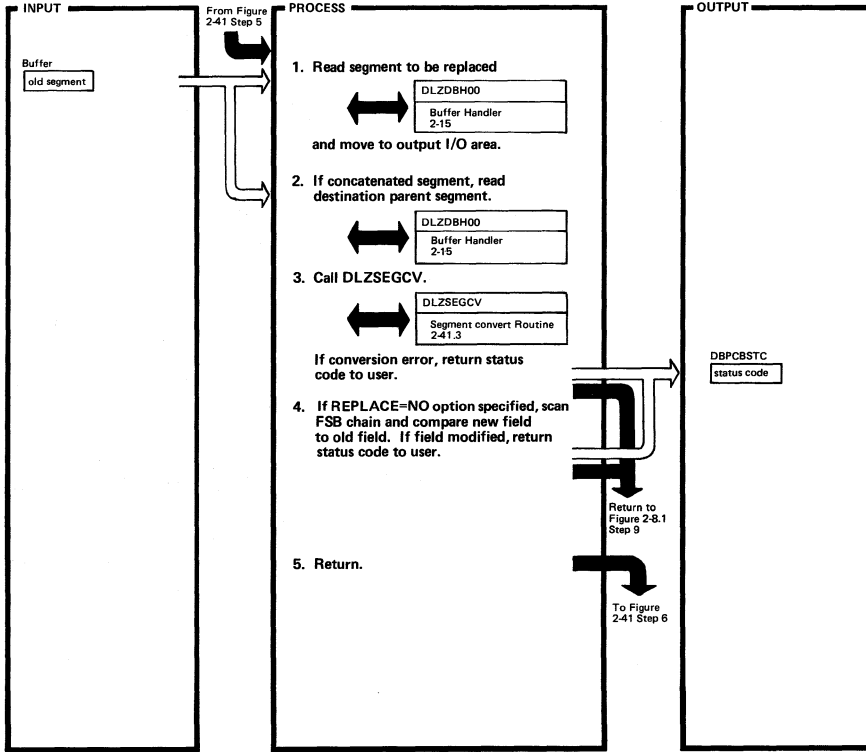 INPUT
From Figure
2-41 Step 5
PROCESS
OUTPUT
Buffer
old segment
1. Read segment to be replaced
DLZDBH00
Buffer Handler
2-15
and move to output I/O area.
2. If concatenated segment, read
destination parent segment.
DLZDBH00
Buffer Handler
2-15
3. Call DLZSEGCV.
DLZSEGCV
Segment convert Routine
2-41.3
If conversion error, return status
code to user.
DBPCBSTC
status code
4. If REPLACE=NO option specified, scan
FSB chain and compare new field
to old field. If field modified, return
status code to user.
Return to
Figure 2-8.1
Step 9
5. Return.
To Figure
2-41 Step 6